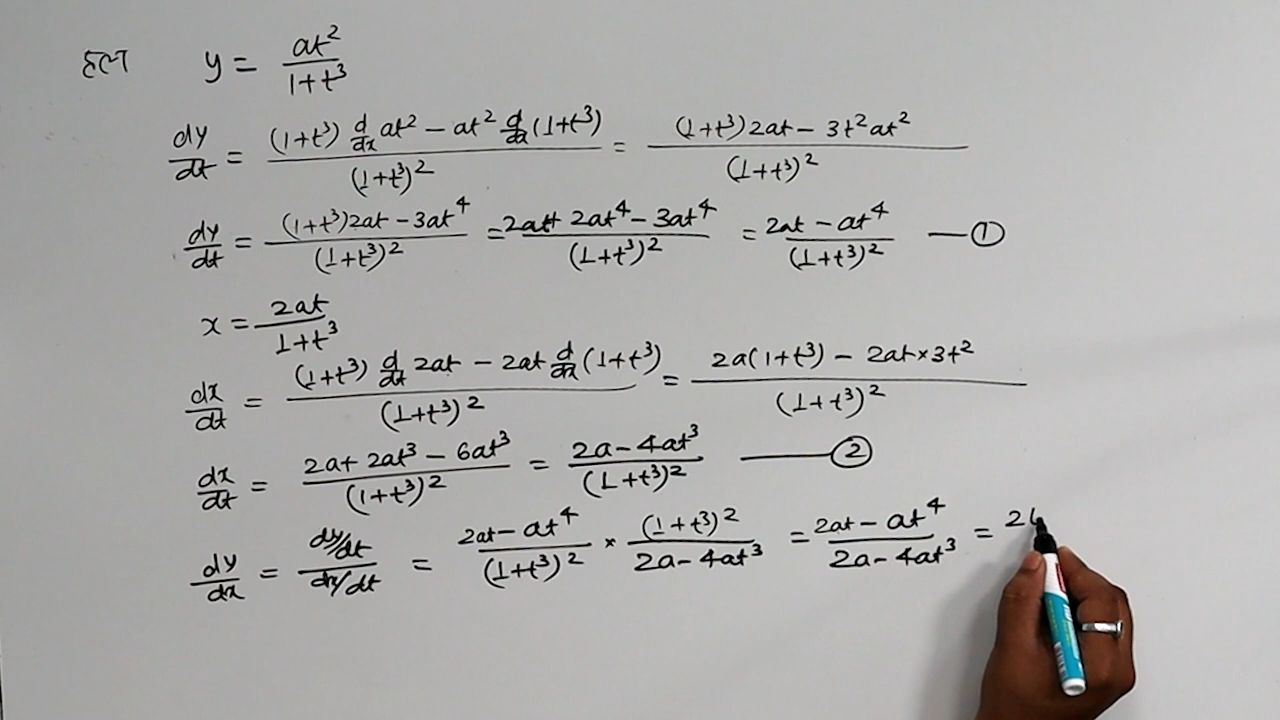 हल y = at²/(1+t³)
dy/dt = ((1+t³) d/dx at² − at² d/dx (1+t³))/(1+t³)² = ((1+t³)2at − 3t²at²)/(1+t³)²
dy/dt = ((1+t³)2at − 3at⁴)/(1+t³)² = (2at + 2at⁴ − 3at⁴)/(1+t³)² = (2at − at⁴)/(1+t³)² — ①
x = 2at/(1+t³)
dx/dt = ((1+t³) d/dt 2at − 2at d/dx (1+t³))/(1+t³)² = (2a(1+t³) − 2at×3t²)/(1+t³)²
dx/dt = (2a + 2at³ − 6at³)/(1+t³)² = (2a − 4at³)/(1+t³)² — ②
dy/dx = (dy/dt)/(dx/dt) = (2at − at⁴)/(1+t³)² × (1+t³)²/(2a − 4at³) = (2at − at⁴)/(2a − 4at³) = 2